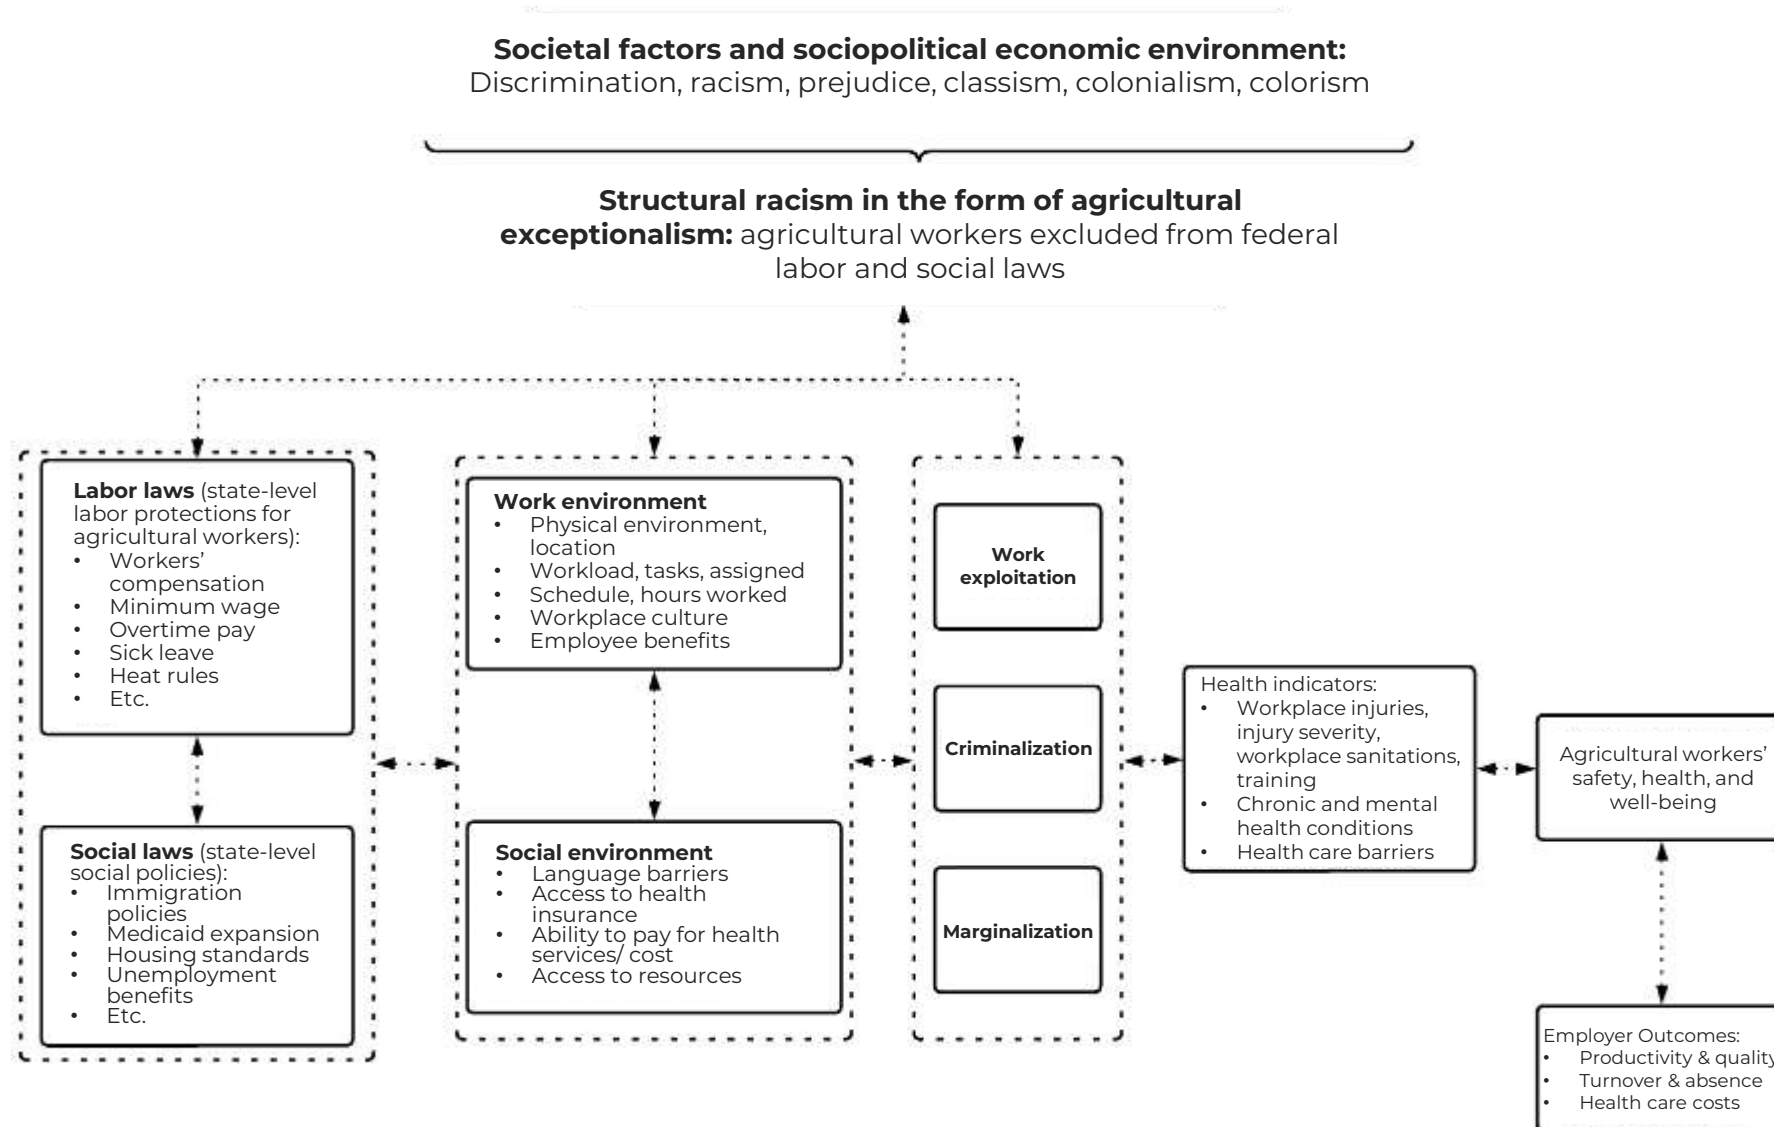 Societal factors and sociopolitical economic environment:
Discrimination, racism, prejudice, classism, colonialism, colorism
Structural racism in the form of agricultural
exceptionalism: agricultural workers excluded from federal
labor and social laws
Labor laws (state-level
labor protections for
agricultural workers):
• Workers’
compensation
• Minimum wage
• Overtime pay
• Sick leave
• Heat rules
• Etc.
Social laws (state-level
social policies):
• Immigration
policies
• Medicaid expansion
• Housing standards
• Unemployment
benefits
• Etc.
Work environment
• Physical environment,
location
• Workload, tasks, assigned
• Schedule, hours worked
• Workplace culture
• Employee benefits
Social environment
• Language barriers
• Access to health
insurance
• Ability to pay for health
services/ cost
• Access to resources
Work
exploitation
Criminalization
Marginalization
Health indicators:
• Workplace injuries,
injury severity,
workplace sanitations,
training
• Chronic and mental
health conditions
• Health care barriers
Agricultural workers’
safety, health, and
well-being
Employer Outcomes:
• Productivity & quality
• Turnover & absence
• Health care costs